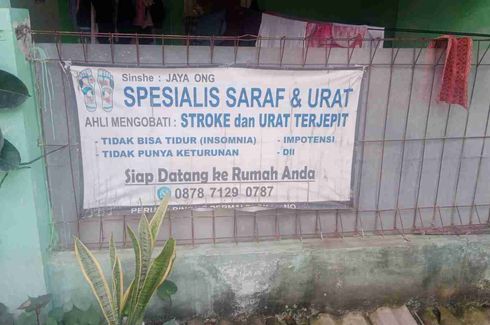 Sinshe : JAYA ONG
SPESIALIS SARAF & URAT
AHLI MENGOBATI : STROKE dan URAT TERJEPIT
- TIDAK BISA TIDUR (INSOMNIA) - IMPOTENSI
- TIDAK PUNYA KETURUNAN - Dll
Siap Datang ke Rumah Anda
0878 7129 0787